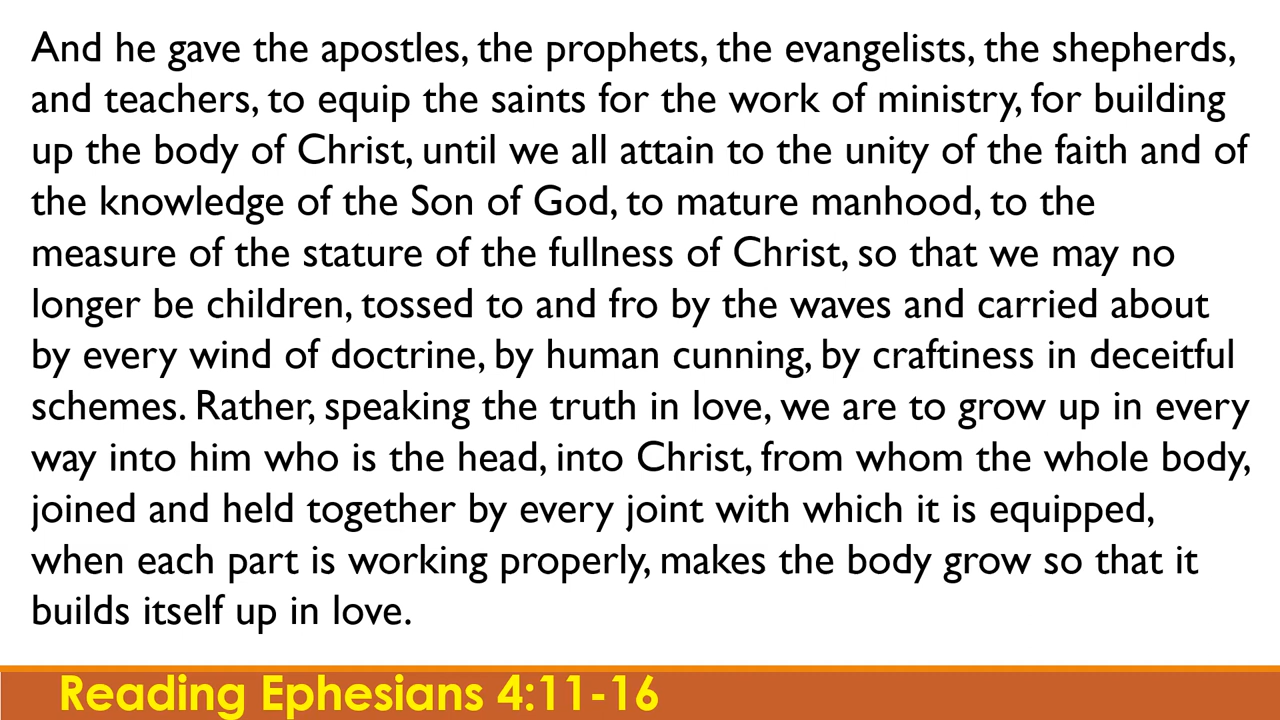 And he gave the apostles, the prophets, the evangelists, the shepherds,
and teachers, to equip the saints for the work of ministry, for building
up the body of Christ, until we all attain to the unity of the faith and of
the knowledge of the Son of God, to mature manhood, to the
measure of the stature of the fullness of Christ, so that we may no
longer be children, tossed to and fro by the waves and carried about
by every wind of doctrine, by human cunning, by craftiness in deceitful
schemes. Rather, speaking the truth in love, we are to grow up in every
way into him who is the head, into Christ, from whom the whole body,
joined and held together by every joint with which it is equipped,
when each part is working properly, makes the body grow so that it
builds itself up in love.
Reading Ephesians 4:11-16